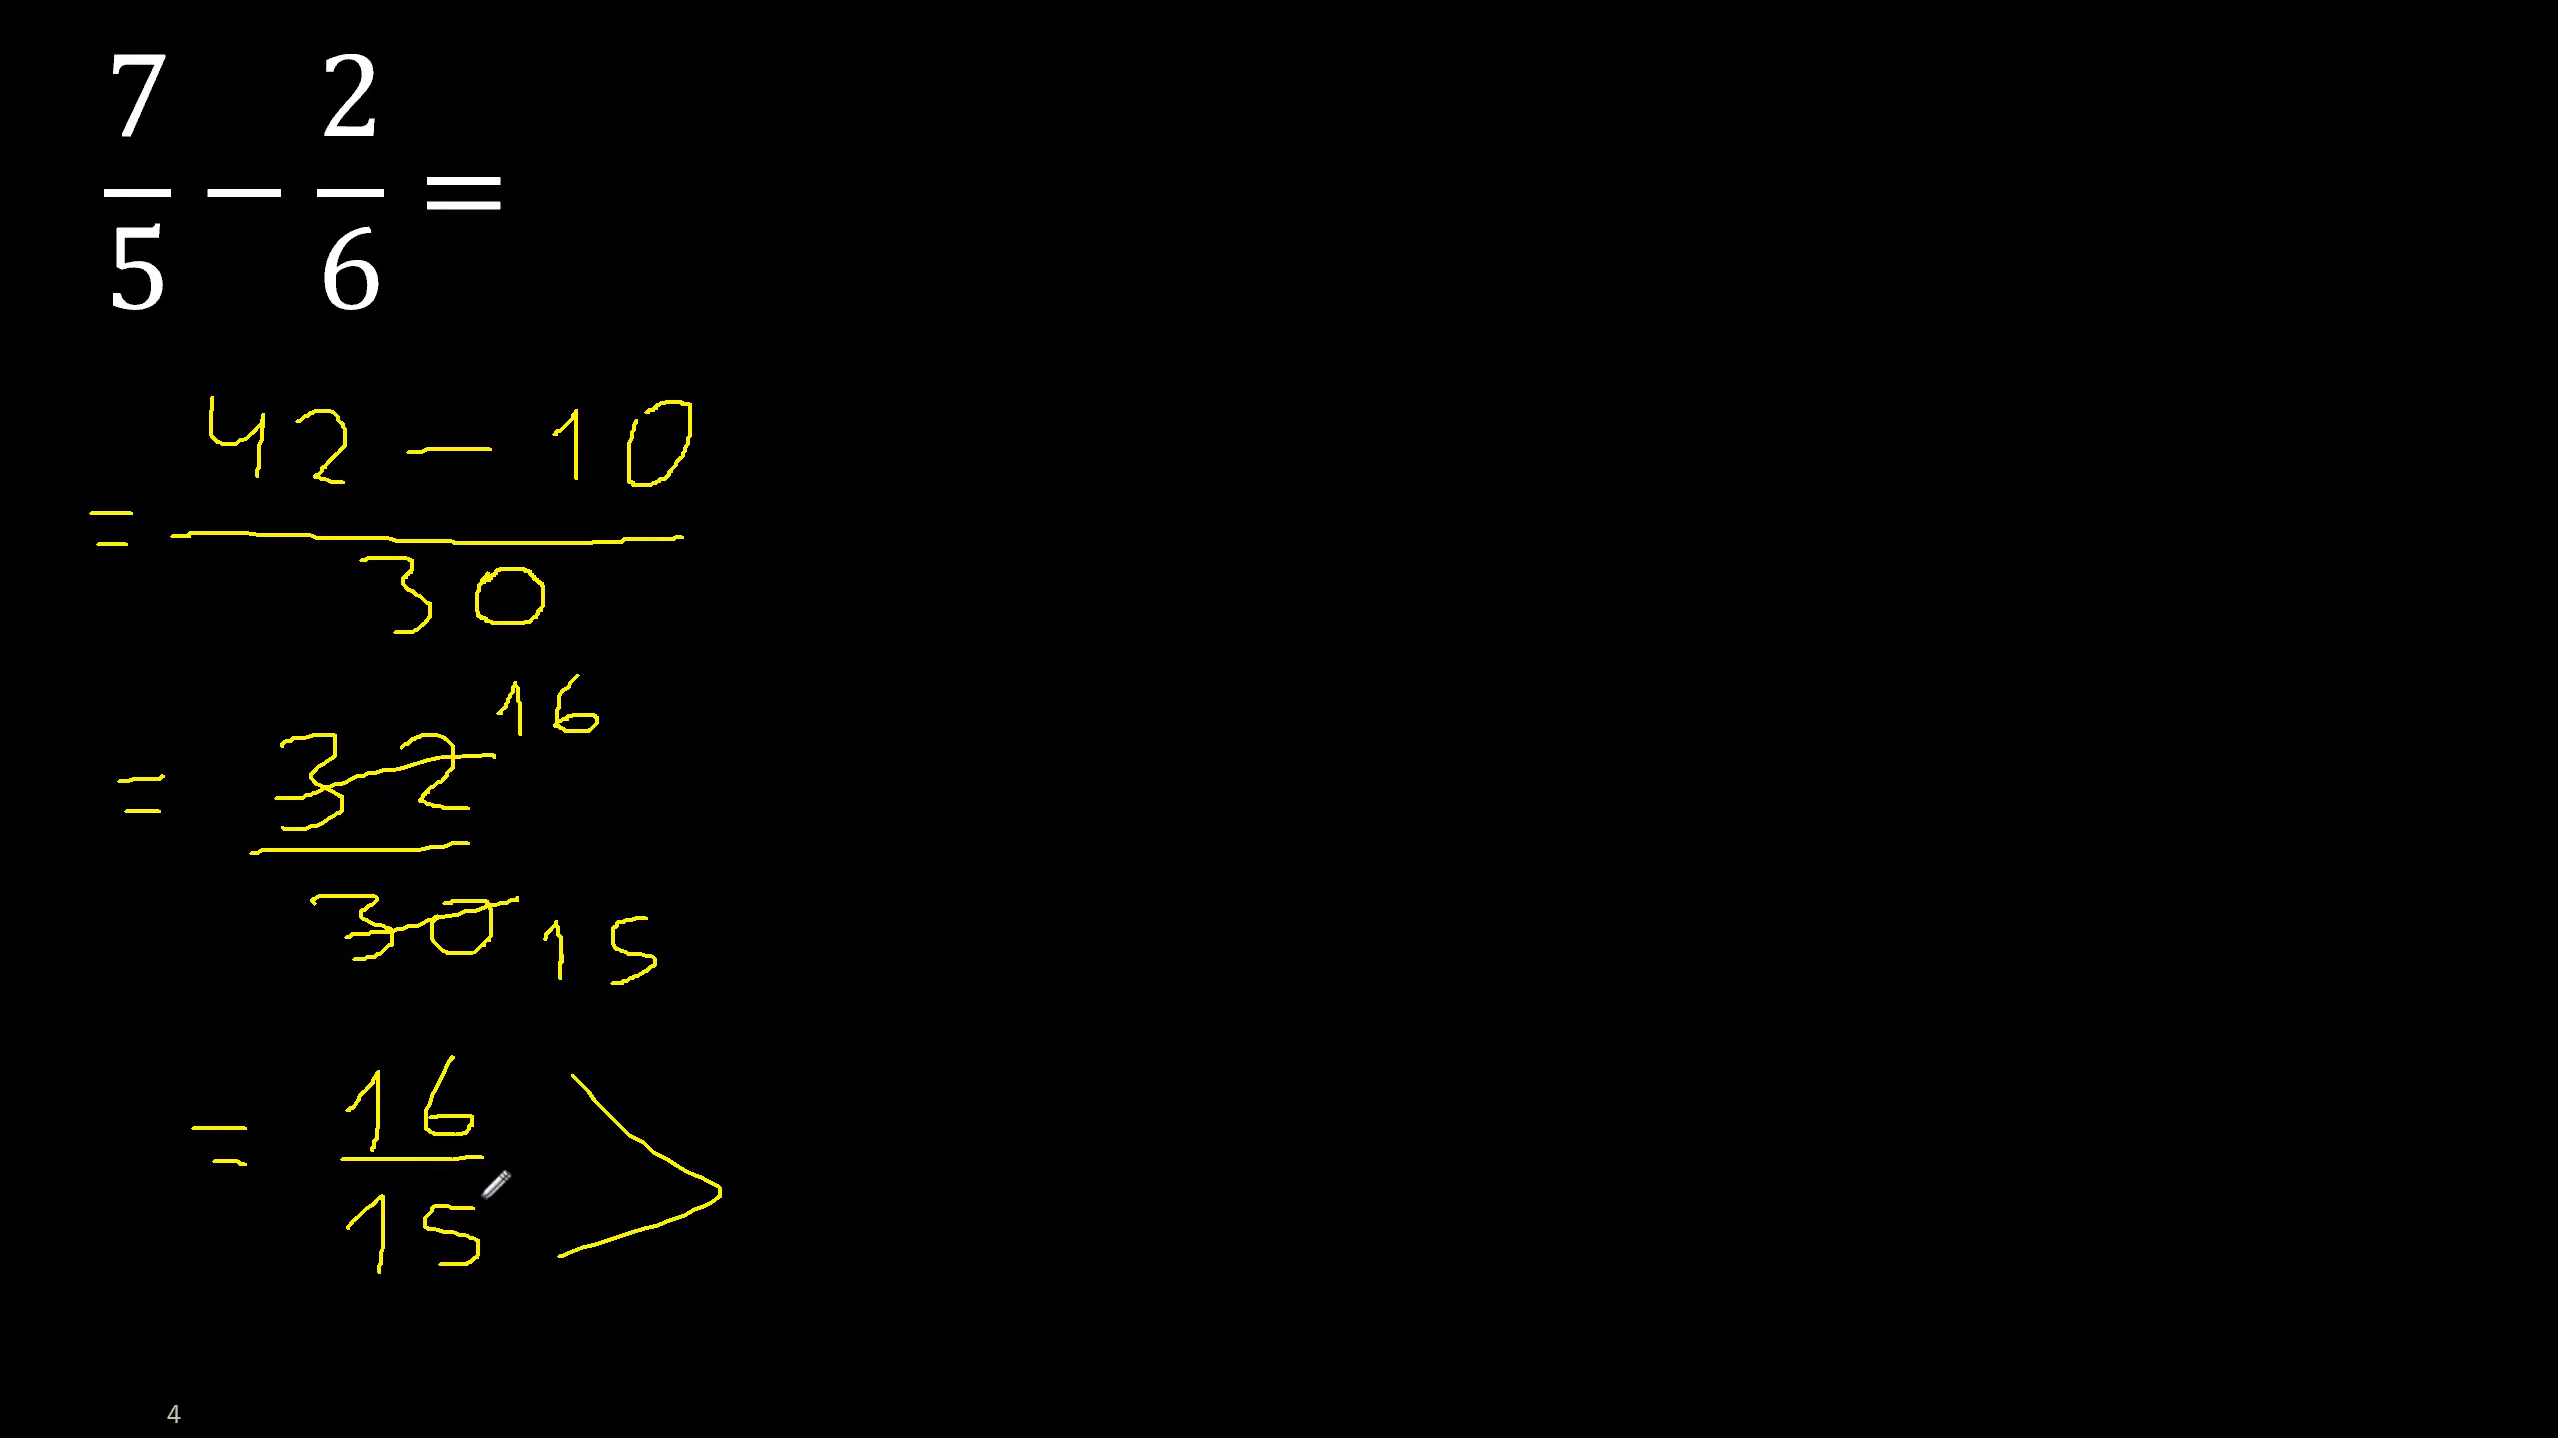 7/5 − 2/6 =
= 42 − 10 / 30
= 32/30 16 15
= 16/15 >
4